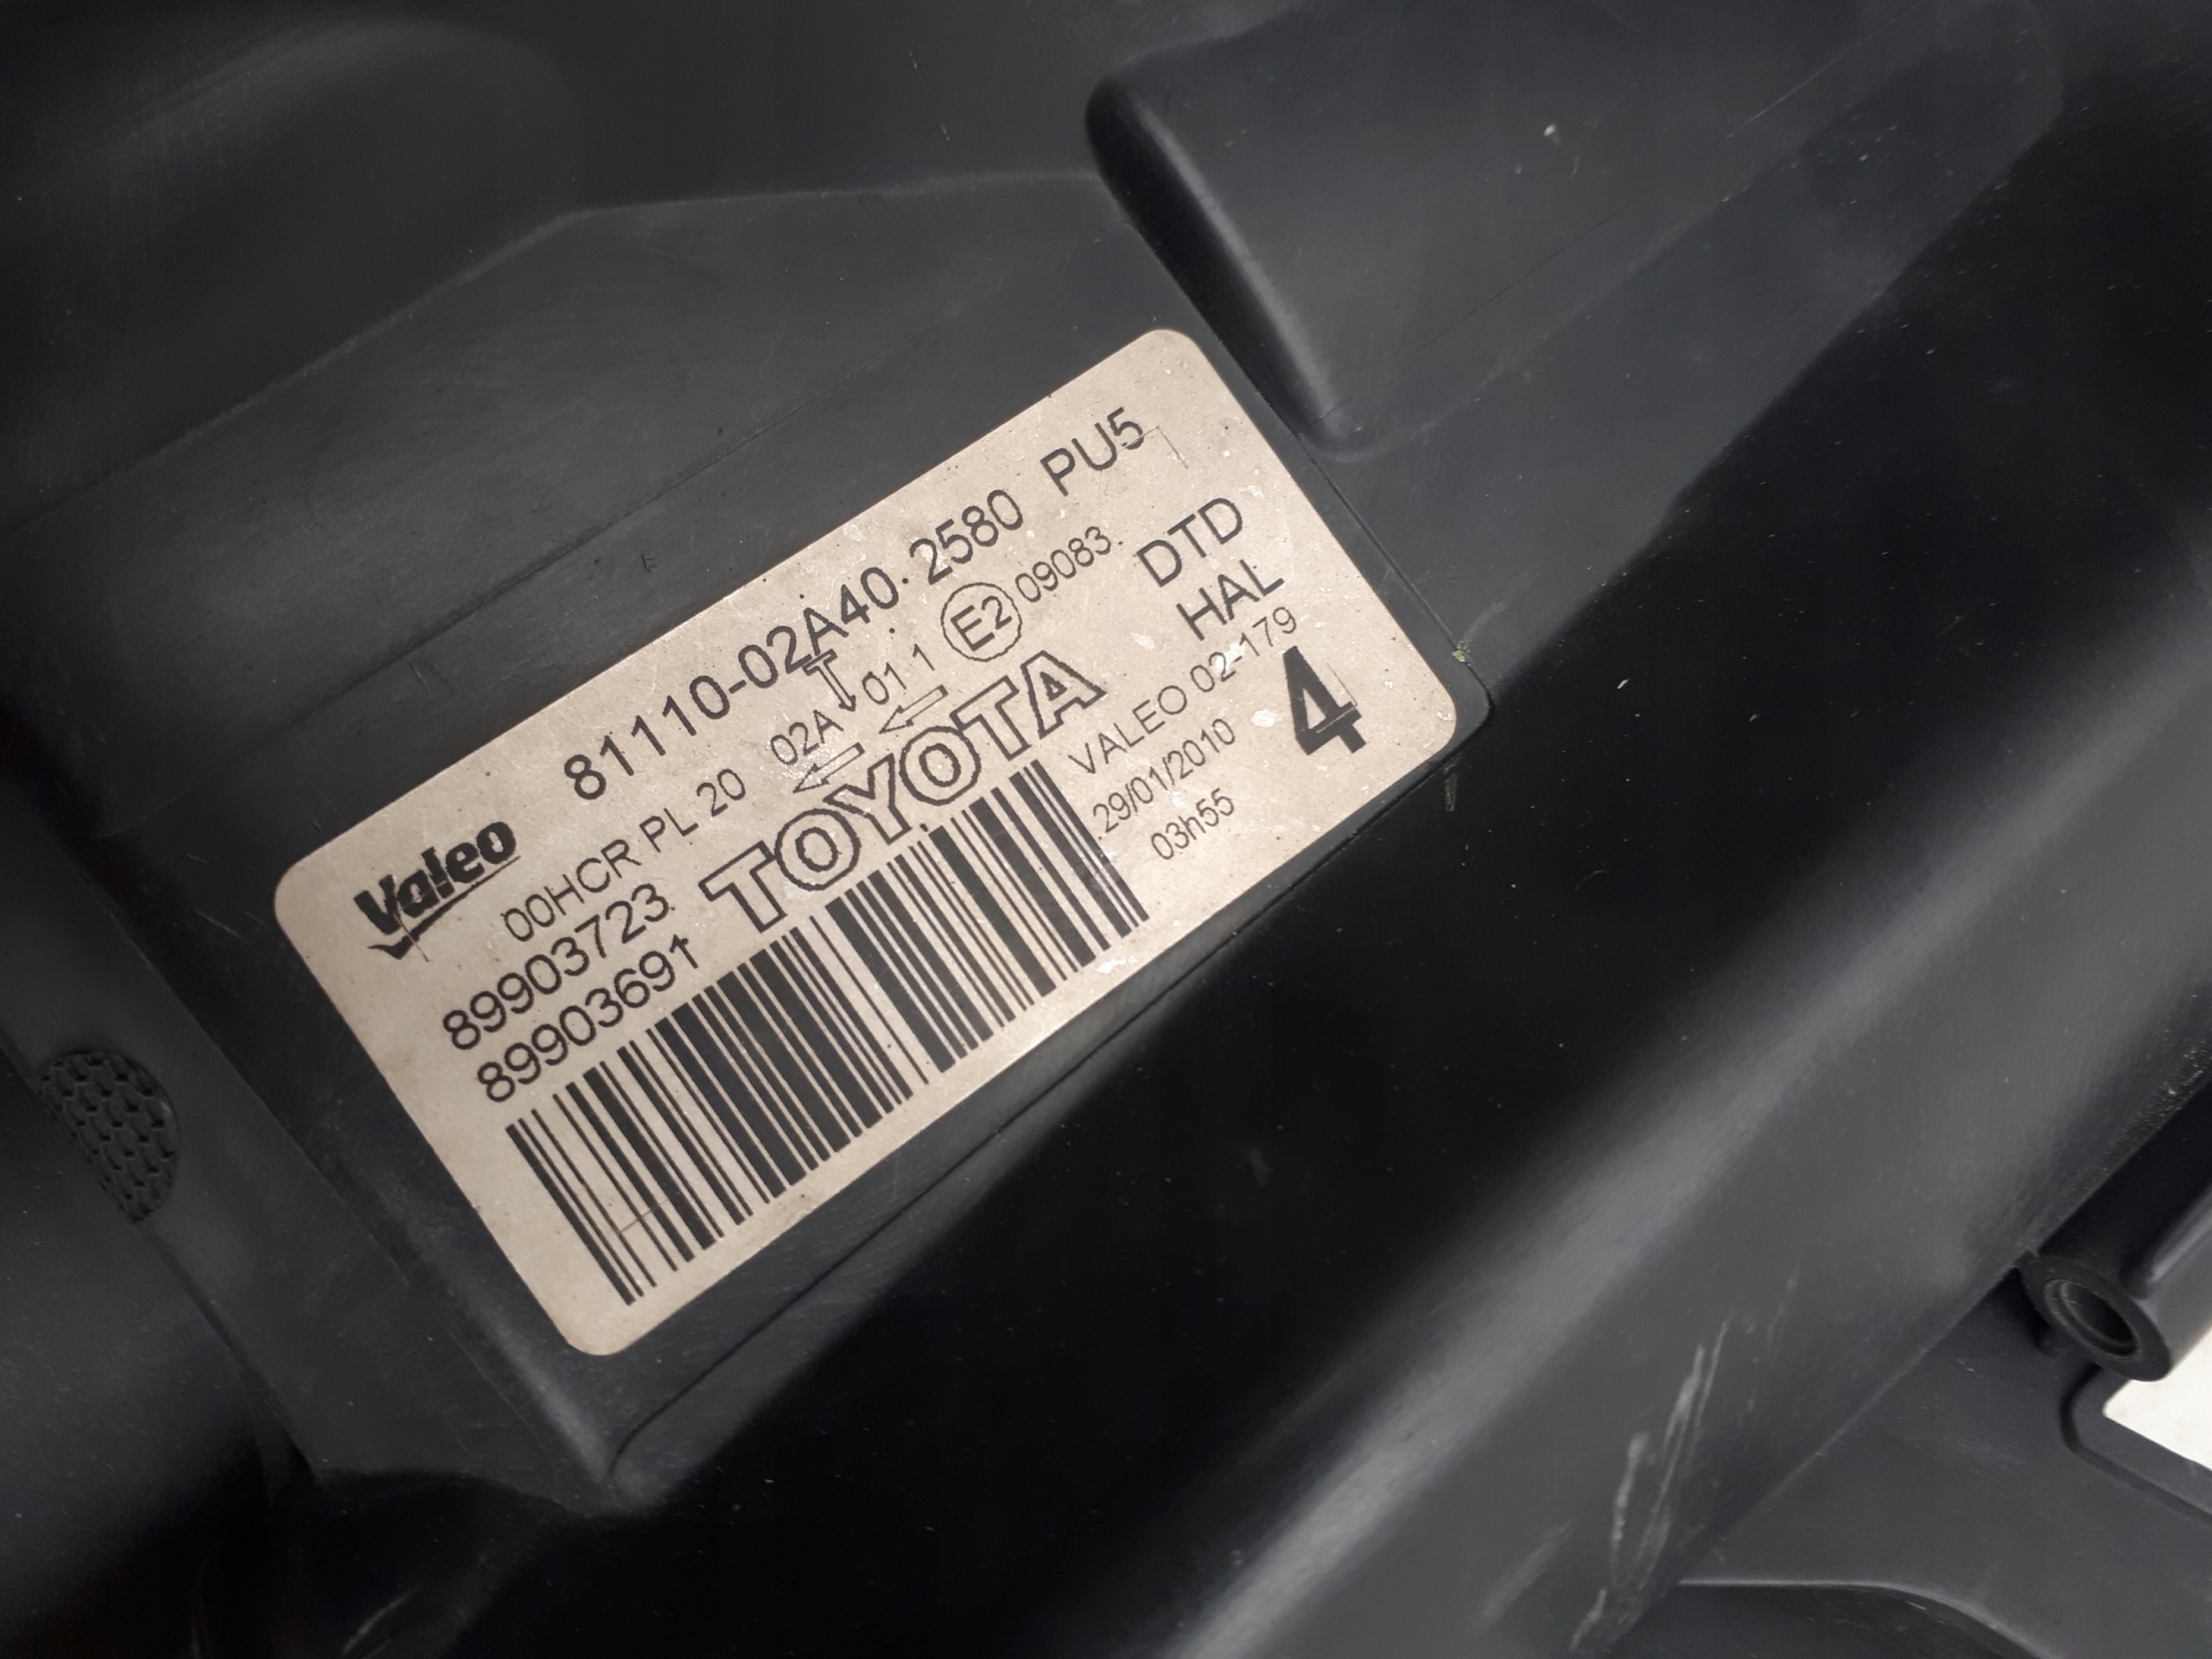 81110-02A40. 2580 PU5
Valeo
00HCR PL 20 02A 01 1 E2 09083.
DTD
HAL
89903723.
89903691
TOYOTA
VALEO 02-179
29/01/2010
03h55
4